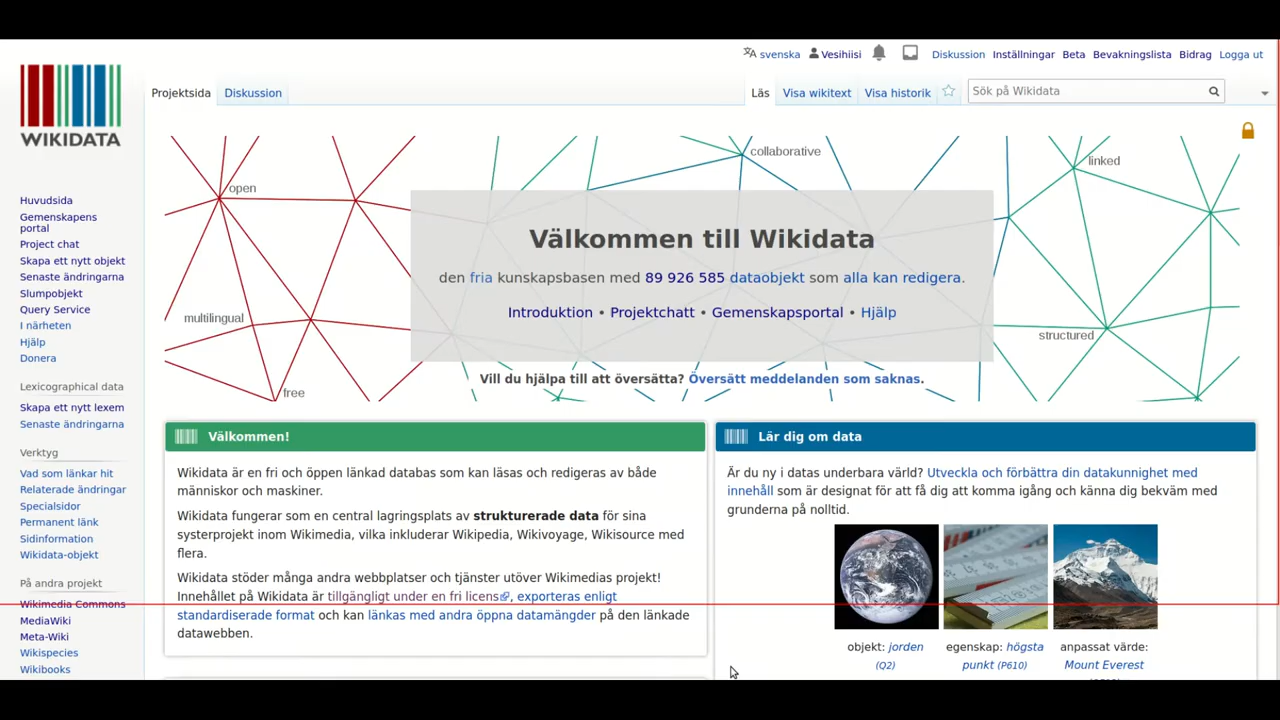 svenska Vesihiisi Diskussion Inställningar Beta Bevakningslista Bidrag Logga ut
Projektsida Diskussion Läs Visa wikitext Visa historik Sök på Wikidata
WIKIDATA
Huvudsida
Gemenskapens
portal
Project chat
Skapa ett nytt objekt
Senaste ändringarna
Slumpobjekt
Query Service
I närheten
Hjälp
Donera
Lexicographical data
Skapa ett nytt lexem
Senaste ändringarna
Verktyg
Vad som länkar hit
Relaterade ändringar
Specialsidor
Permanent länk
Sidinformation
Wikidata-objekt
På andra projekt
Wikimedia Commons
MediaWiki
Meta-Wiki
Wikispecies
Wikibooks
collaborative
linked
open
multilingual
structured
free
Välkommen till Wikidata
den fria kunskapsbasen med 89 926 585 dataobjekt som alla kan redigera.
Introduktion • Projektchatt • Gemenskapsportal • Hjälp
Vill du hjälpa till att översätta? Översätt meddelanden som saknas.
Välkommen!
Wikidata är en fri och öppen länkad databas som kan läsas och redigeras av både
människor och maskiner.
Wikidata fungerar som en central lagringsplats av strukturerade data för sina
systerprojekt inom Wikimedia, vilka inkluderar Wikipedia, Wikivoyage, Wikisource med
flera.
Wikidata stöder många andra webbplatser och tjänster utöver Wikimedias projekt!
Innehållet på Wikidata är tillgängligt under en fri licens, exporteras enligt
standardiserade format och kan länkas med andra öppna datamängder på den länkade
datawebben.
Lär dig om data
Är du ny i datas underbara värld? Utveckla och förbättra din datakunnighet med
innehåll som är designat för att få dig att komma igång och känna dig bekväm med
grunderna på nolltid.
objekt: jorden
(Q2)
egenskap: högsta
punkt (P610)
anpassat värde:
Mount Everest